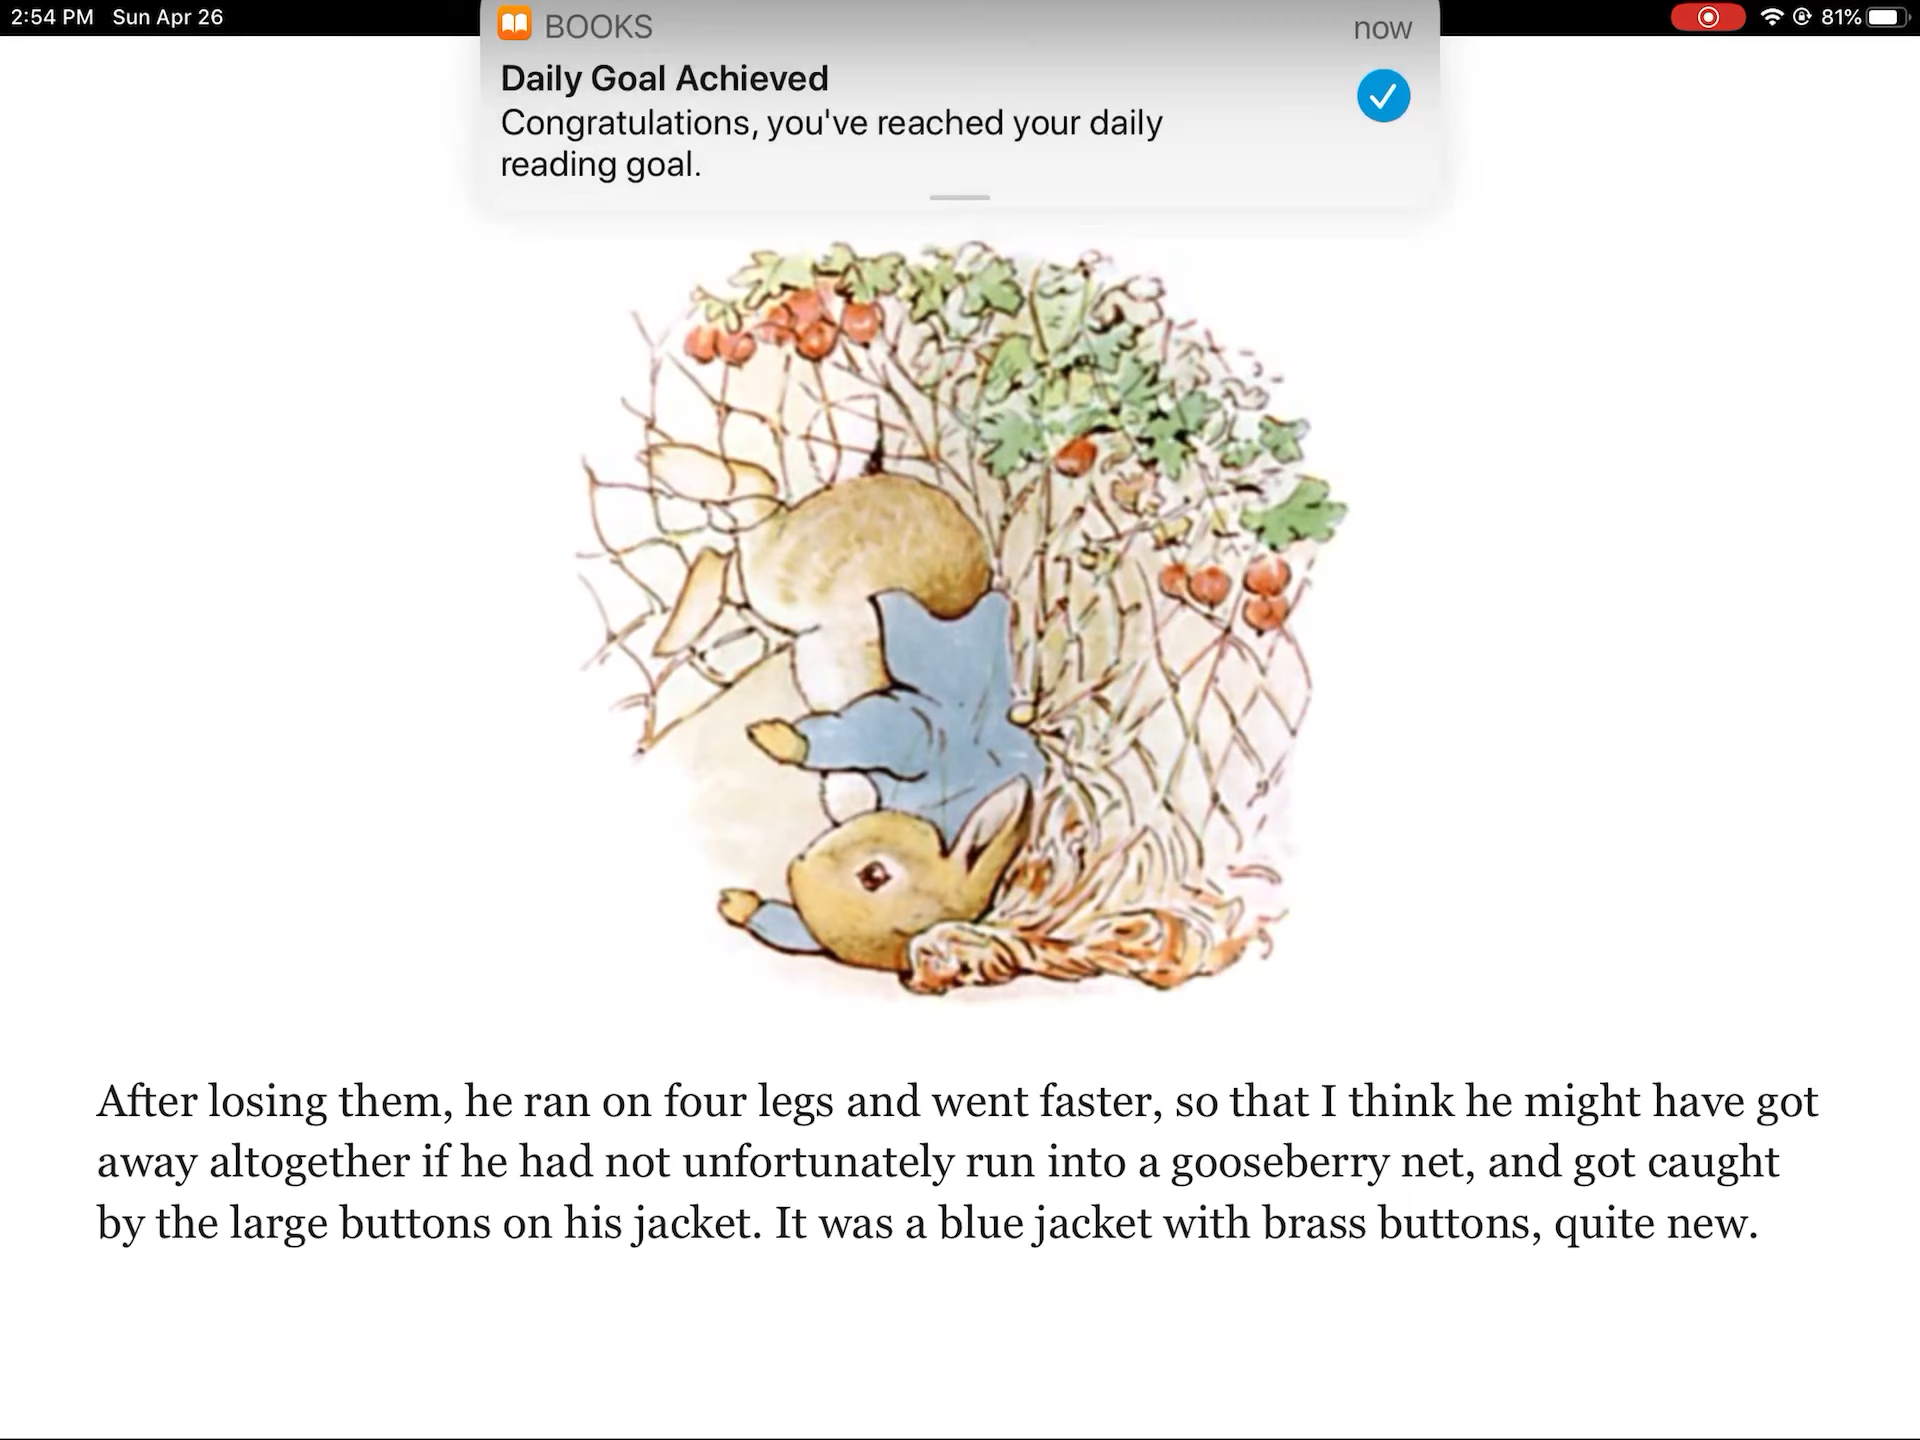 2:54 PM Sun Apr 26
81%
BOOKS
now
Daily Goal Achieved
Congratulations, you've reached your daily
reading goal.
After losing them, he ran on four legs and went faster, so that I think he might have got
away altogether if he had not unfortunately run into a gooseberry net, and got caught
by the large buttons on his jacket. It was a blue jacket with brass buttons, quite new.